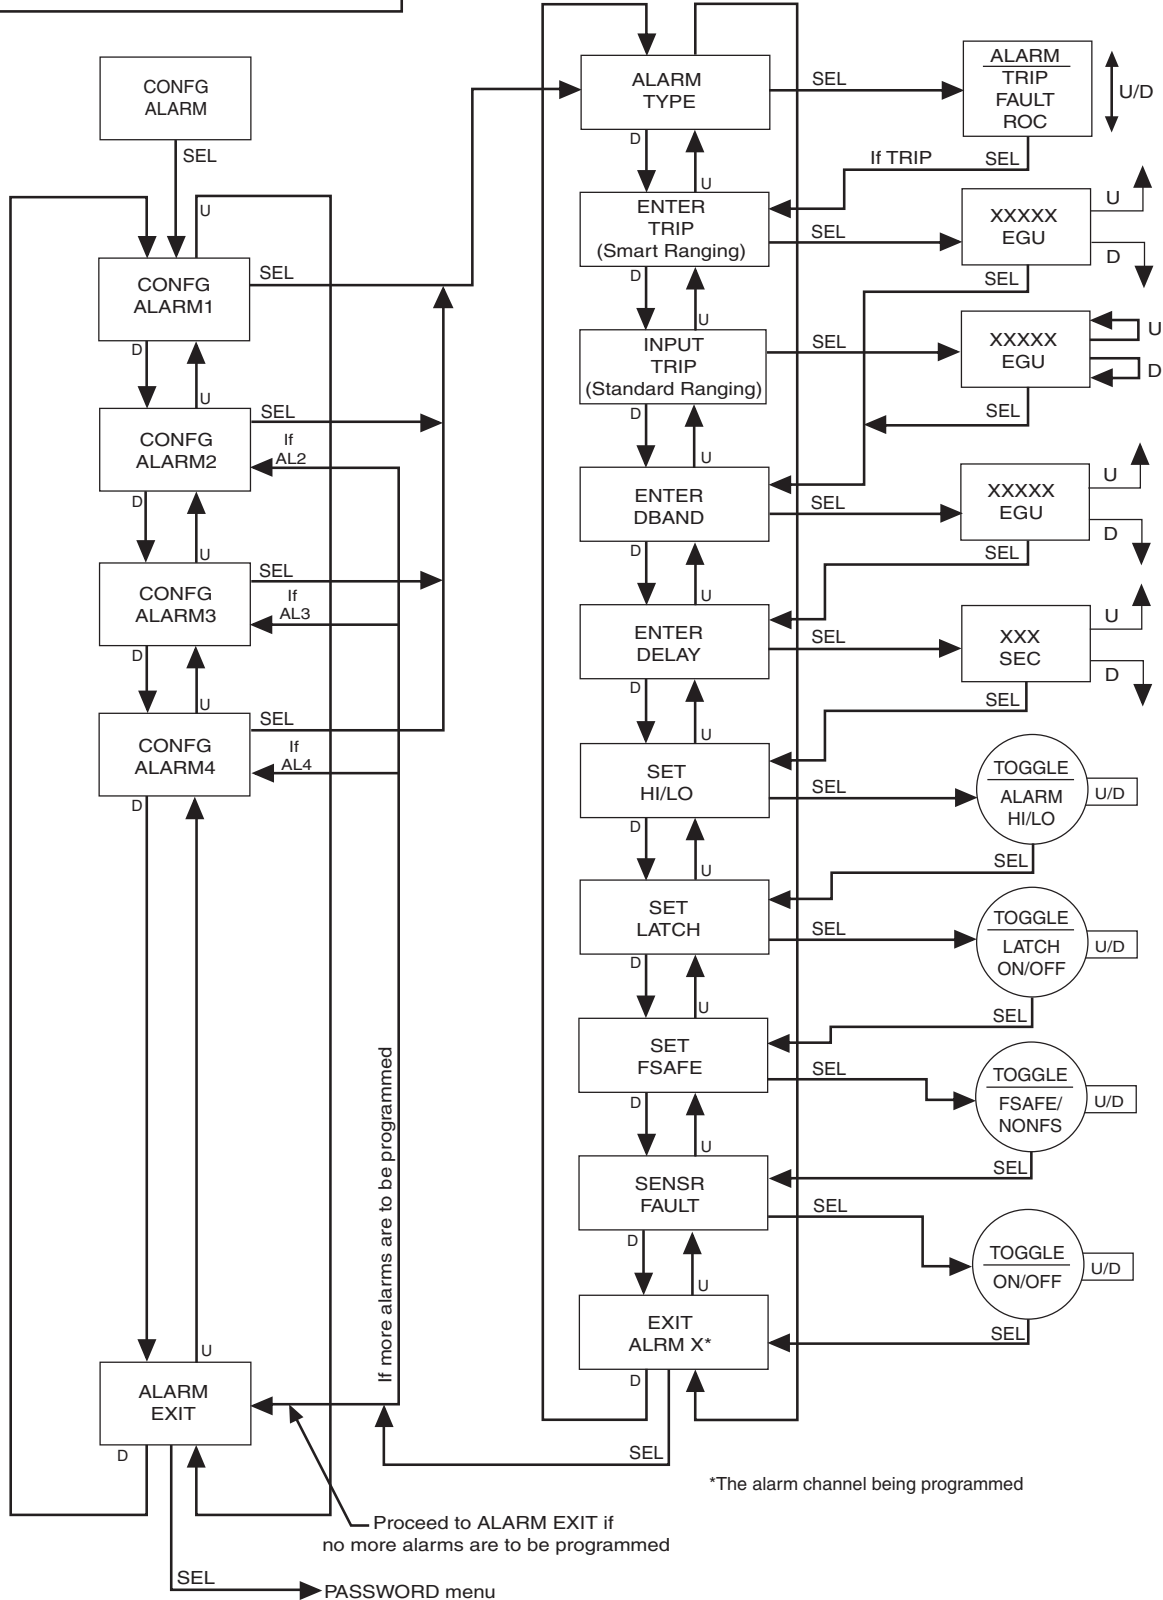 CONFG
ALARM
SEL
U
CONFG
ALARM1
SEL
D
U
CONFG
ALARM2
SEL
If
AL2
D
U
CONFG
ALARM3
SEL
If
AL3
D
U
CONFG
ALARM4
SEL
If
AL4
D
U
ALARM
EXIT
D
SEL
PASSWORD menu
If more alarms are to be programmed
Proceed to ALARM EXIT if
no more alarms are to be programmed
ALARM
TYPE
SEL
ALARM
TRIP
FAULT
ROC
U/D
D
U
If TRIP
SEL
ENTER
TRIP
(Smart Ranging)
SEL
XXXXX
EGU
U
D
SEL
D
U
INPUT
TRIP
(Standard Ranging)
SEL
XXXXX
EGU
U
D
SEL
D
U
ENTER
DBAND
SEL
XXXXX
EGU
U
D
SEL
D
U
ENTER
DELAY
SEL
XXX
SEC
U
D
SEL
D
U
SET
HI/LO
SEL
TOGGLE
ALARM
HI/LO
U/D
SEL
D
U
SET
LATCH
SEL
TOGGLE
LATCH
ON/OFF
U/D
SEL
D
U
SET
FSAFE
SEL
TOGGLE
FSAFE/
NONFS
U/D
SEL
D
U
SENSR
FAULT
SEL
TOGGLE
ON/OFF
U/D
SEL
D
U
EXIT
ALRM X*
D
SEL
*The alarm channel being programmed